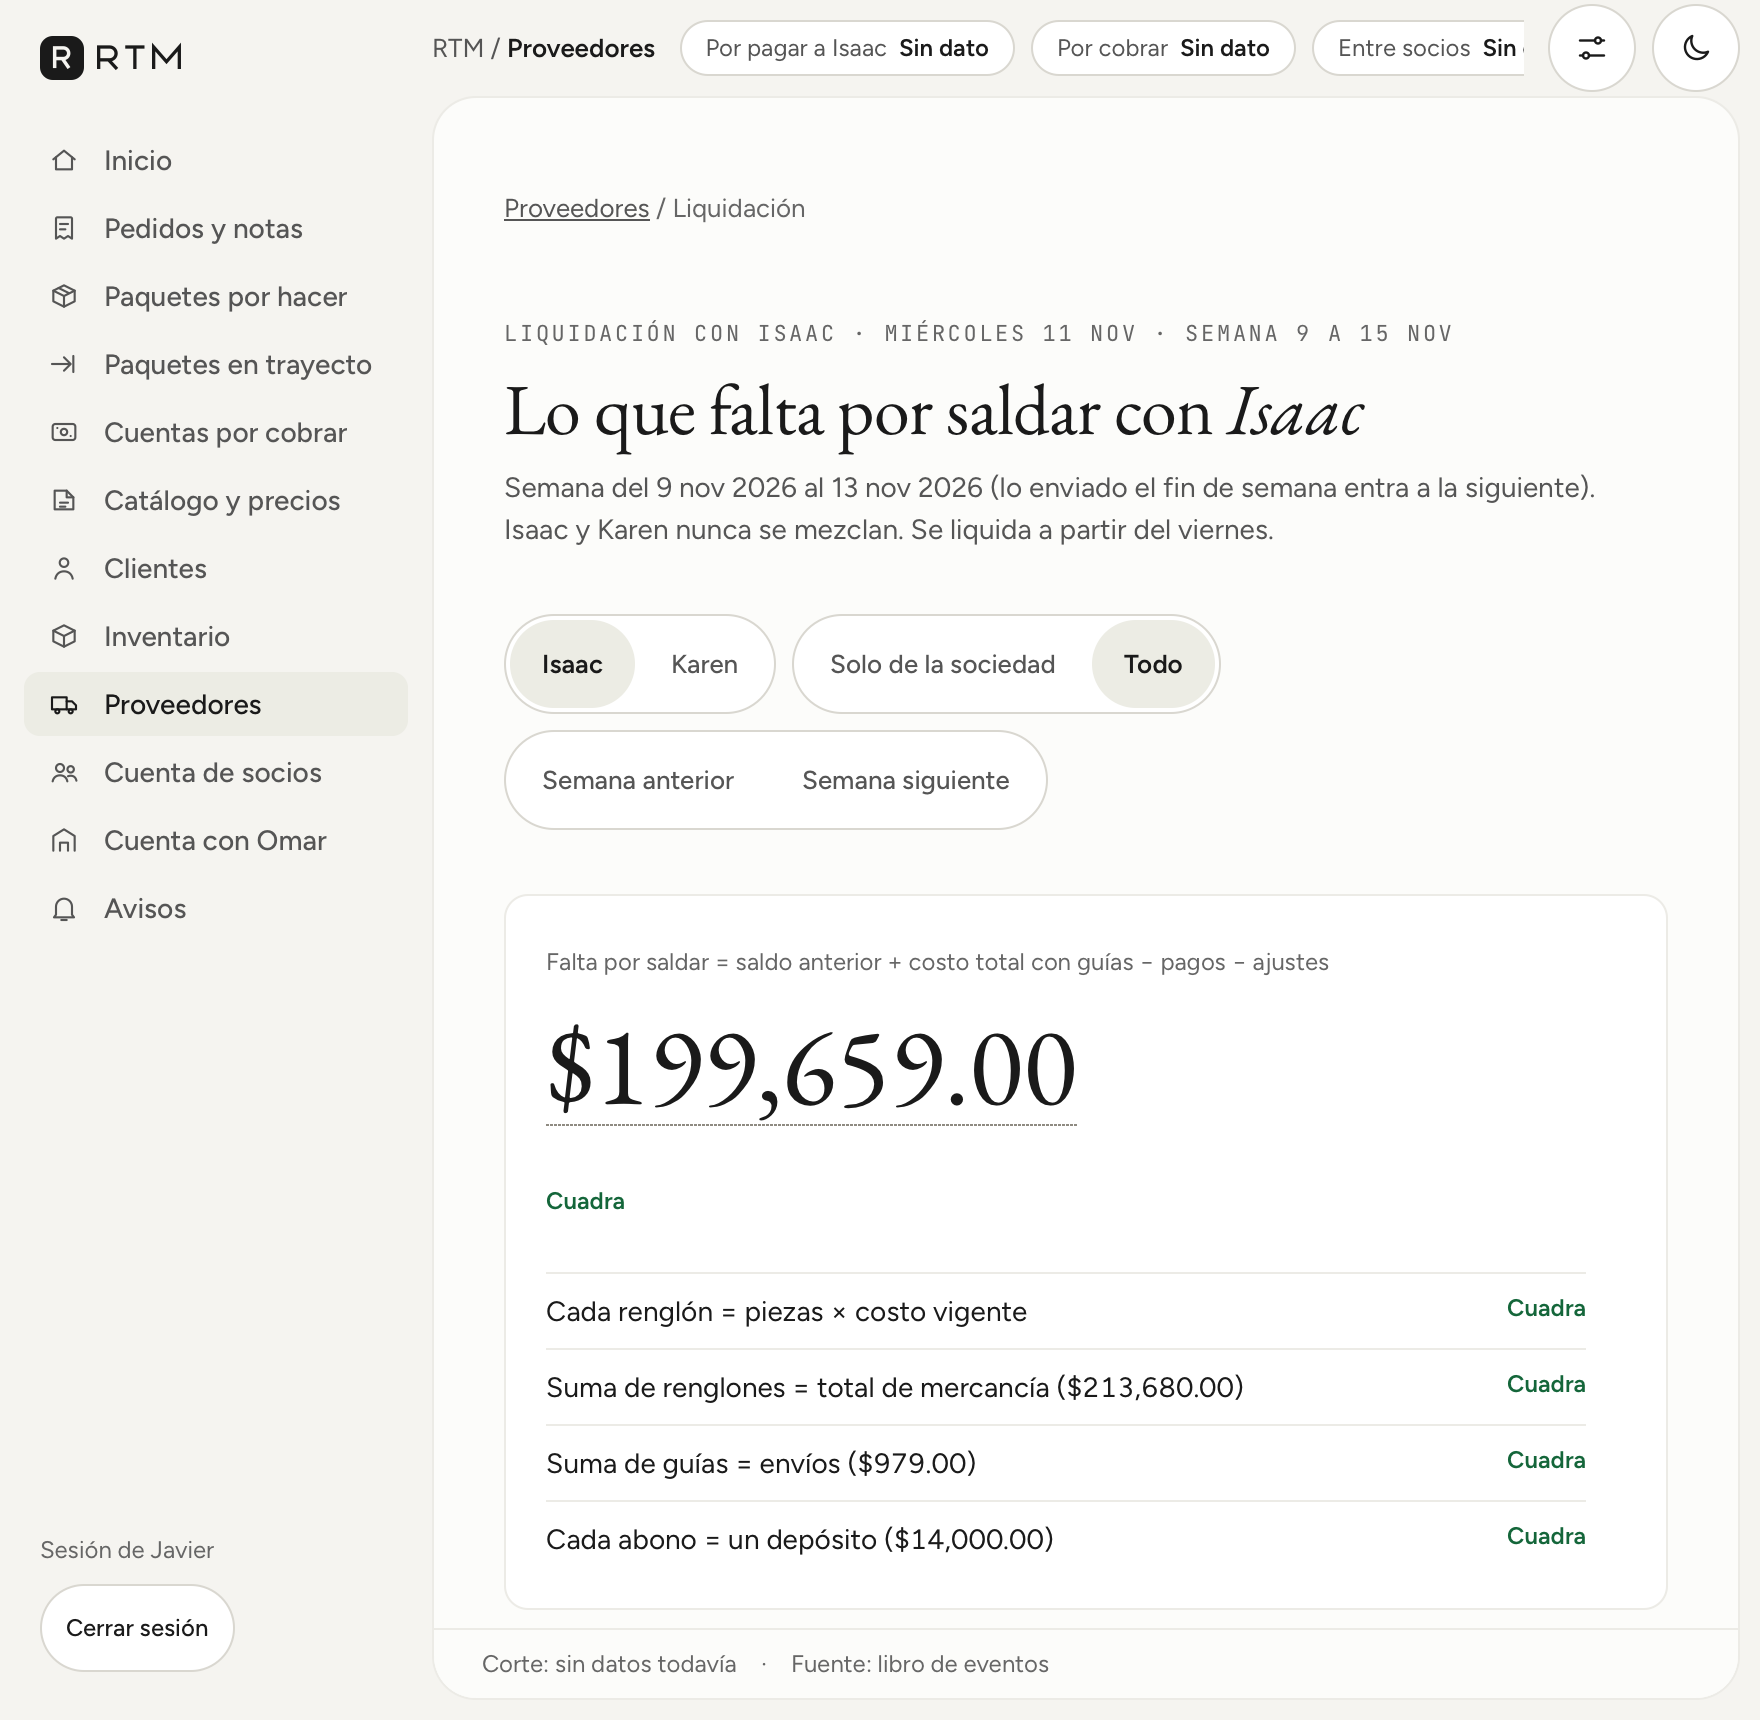 R RTM
Inicio
Pedidos y notas
Paquetes por hacer
Paquetes en trayecto
Cuentas por cobrar
Catálogo y precios
Clientes
Inventario
Proveedores
Cuenta de socios
Cuenta con Omar
Avisos
Sesión de Javier
Cerrar sesión
RTM / Proveedores
Por pagar a Isaac Sin dato
Por cobrar Sin dato
Entre socios Sin
Proveedores / Liquidación
LIQUIDACIÓN CON ISAAC · MIÉRCOLES 11 NOV · SEMANA 9 A 15 NOV
Lo que falta por saldar con Isaac
Semana del 9 nov 2026 al 13 nov 2026 (lo enviado el fin de semana entra a la siguiente).
Isaac y Karen nunca se mezclan. Se liquida a partir del viernes.
Isaac Karen
Solo de la sociedad Todo
Semana anterior Semana siguiente
Falta por saldar = saldo anterior + costo total con guías − pagos − ajustes
$199,659.00
Cuadra
Cada renglón = piezas × costo vigente Cuadra
Suma de renglones = total de mercancía ($213,680.00) Cuadra
Suma de guías = envíos ($979.00) Cuadra
Cada abono = un depósito ($14,000.00) Cuadra
Corte: sin datos todavía · Fuente: libro de eventos